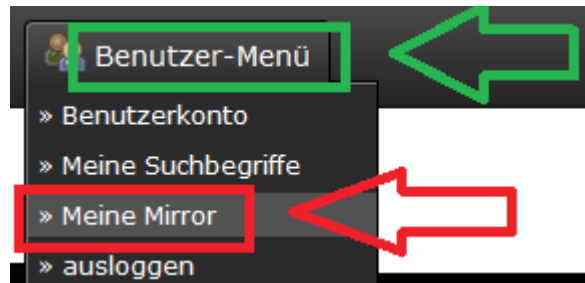 Benutzer-Menü
» Benutzerkonto
» Meine Suchbegriffe
» Meine Mirror
» ausloggen